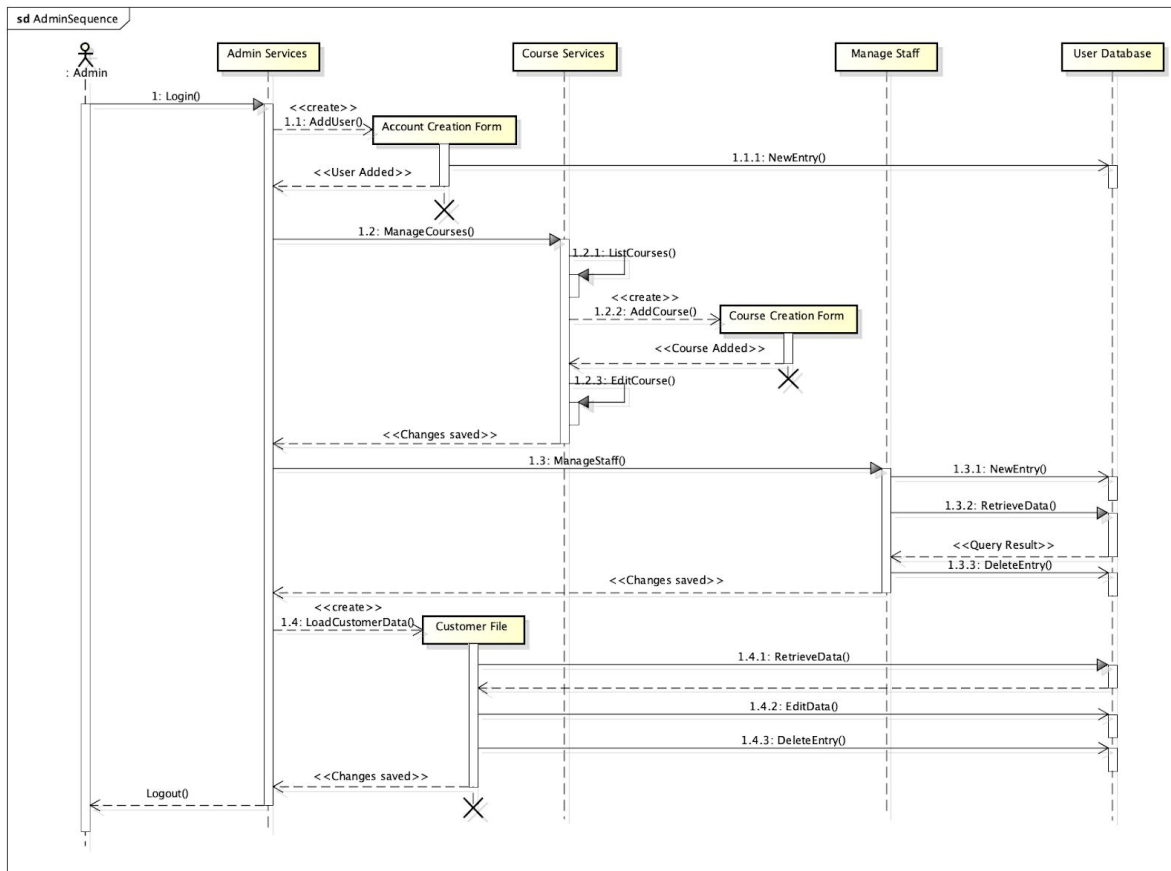 sd AdminSequence
: Admin
Admin Services
Course Services
Manage Staff
User Database
1: Login()
<<create>>
1.1: AddUser()
Account Creation Form
1.1.1: NewEntry()
<<User Added>>
1.2: ManageCourses()
1.2.1: ListCourses()
<<create>>
1.2.2: AddCourse()
Course Creation Form
<<Course Added>>
1.2.3: EditCourse()
<<Changes saved>>
1.3: ManageStaff()
1.3.1: NewEntry()
1.3.2: RetrieveData()
<<Query Result>>
1.3.3: DeleteEntry()
<<Changes saved>>
<<create>>
1.4: LoadCustomerData()
Customer File
1.4.1: RetrieveData()
1.4.2: EditData()
1.4.3: DeleteEntry()
<<Changes saved>>
Logout()